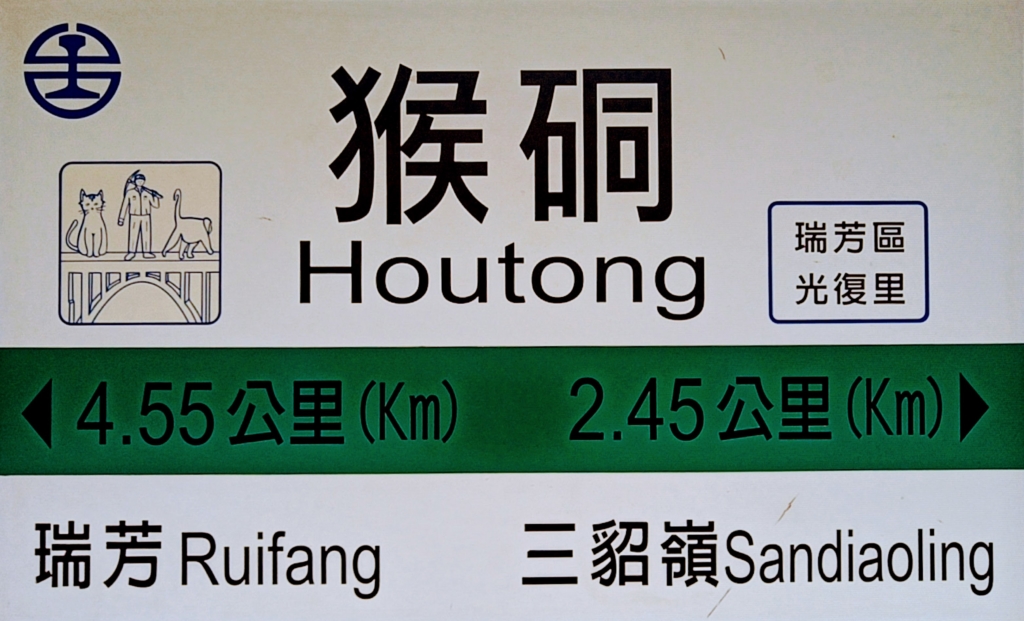 猴硐
Houtong
瑞芳區
光復里
4.55公里(Km)
2.45公里(Km)
瑞芳 Ruifang
三貂嶺Sandiaoling